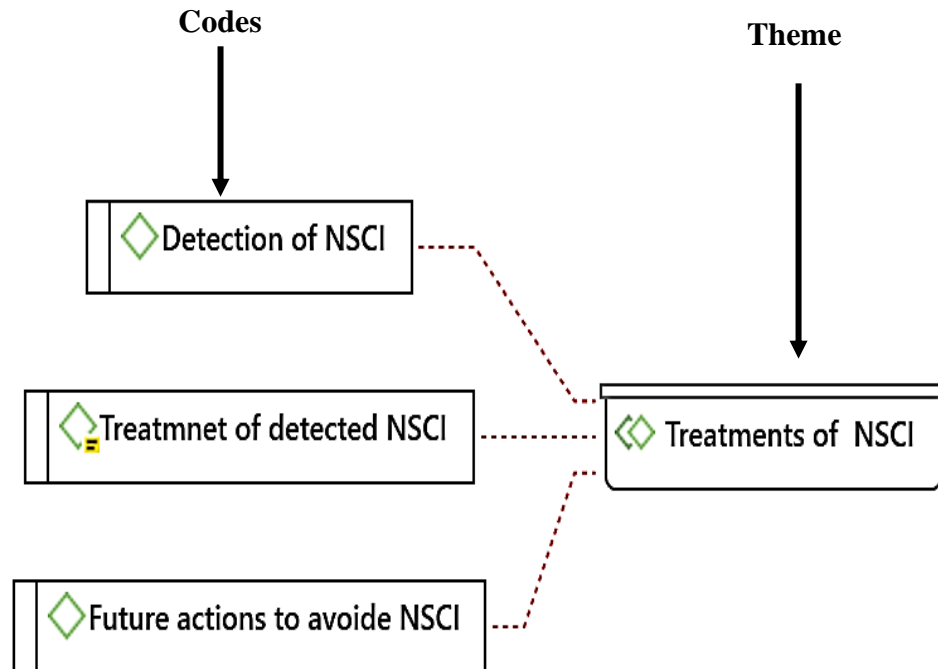 Codes
Theme
Detection of NSCI
Treatmnet of detected NSCI
Treatments of NSCI
Future actions to avoide NSCI